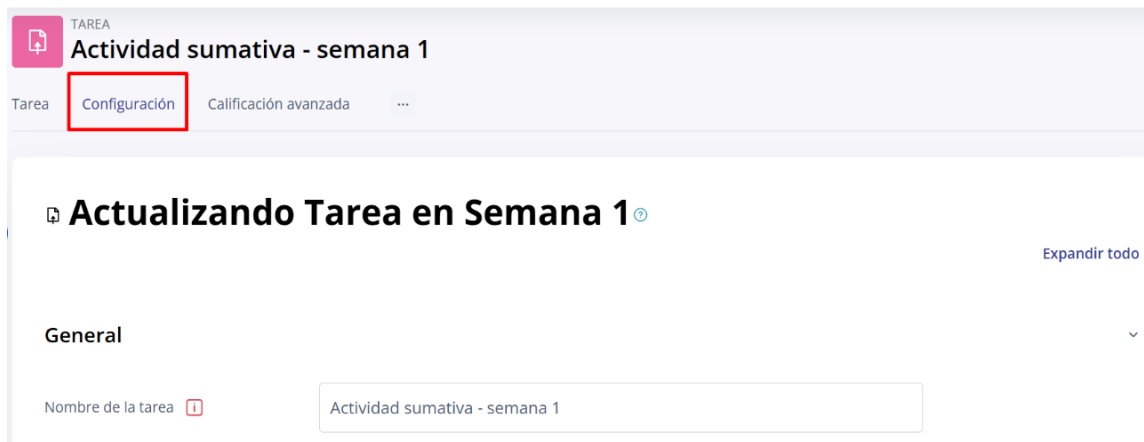 TAREA
Actividad sumativa - semana 1
Tarea Configuración Calificación avanzada ...
Actualizando Tarea en Semana 1
Expandir todo
General
Nombre de la tarea Actividad sumativa - semana 1